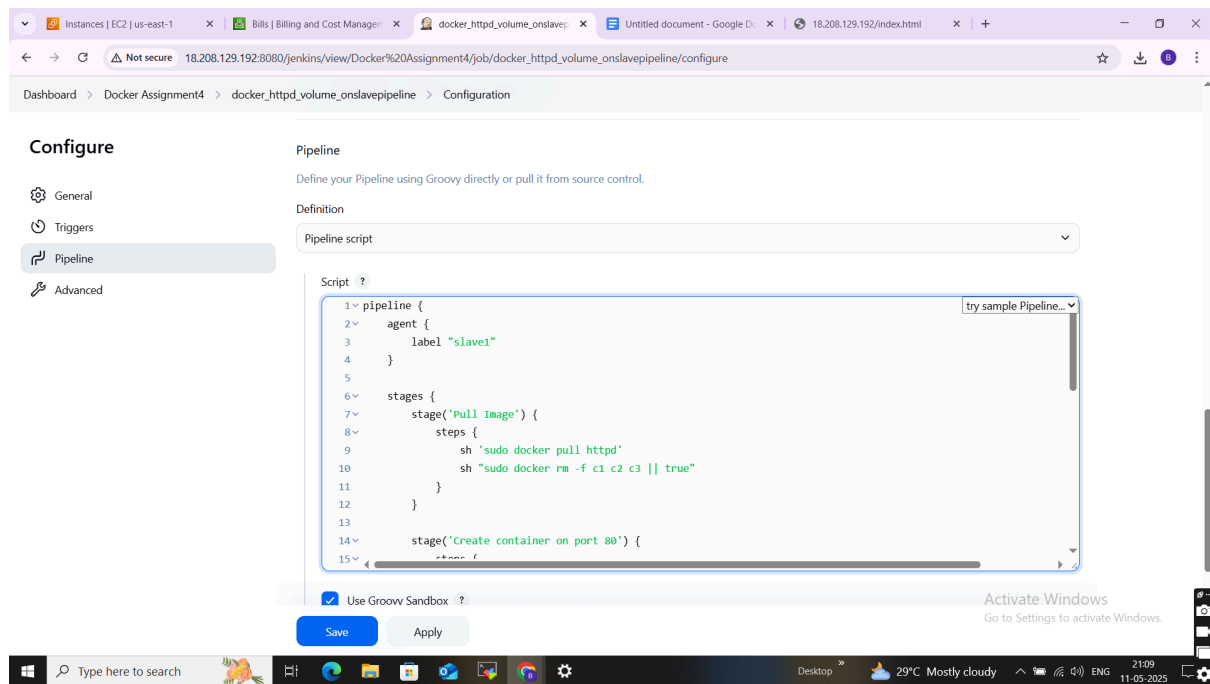 Instances | EC2 | us-east-1
Bills | Billing and Cost Managem
docker_httpd_volume_onslavep
Untitled document - Google Do
18.208.129.192/index.html
Not secure
18.208.129.192:8080/jenkins/view/Docker%20Assignment4/job/docker_httpd_volume_onslavepipeline/configure
Dashboard > Docker Assignment4 > docker_httpd_volume_onslavepipeline > Configuration
Configure
General
Triggers
Pipeline
Advanced
Pipeline
Define your Pipeline using Groovy directly or pull it from source control.
Definition
Pipeline script
Script ?
try sample Pipeline...
1 pipeline {
2     agent {
3         label "slave1"
4     }
5
6     stages {
7         stage('Pull Image') {
8             steps {
9                 sh 'sudo docker pull httpd'
10                 sh "sudo docker rm -f c1 c2 c3 || true"
11             }
12         }
13
14         stage('Create container on port 80') {
15             steps {
Use Groovy Sandbox ?
Save
Apply
Activate Windows
Go to Settings to activate Windows.
Type here to search
Desktop
29°C Mostly cloudy
ENG
21:09
11-05-2025